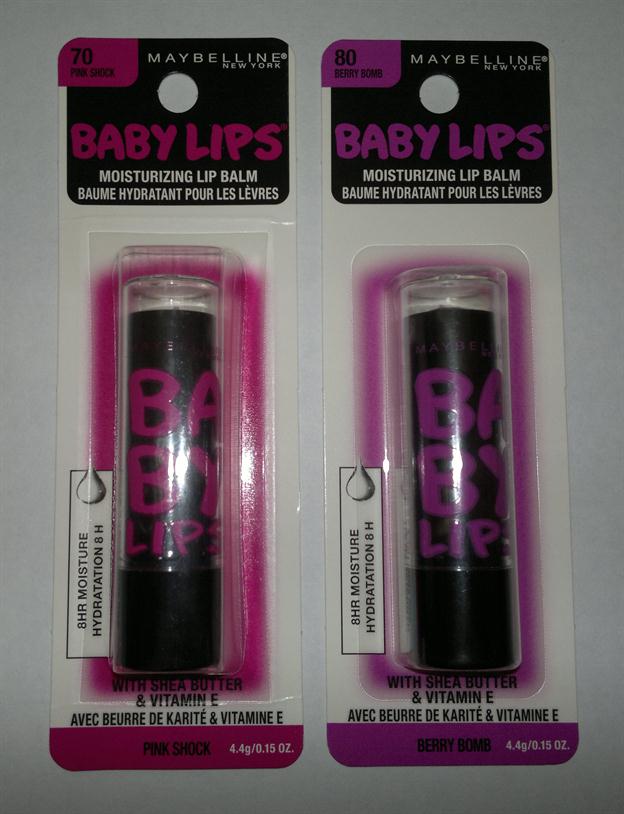 70
PINK SHOCK
MAYBELLINE®
NEW YORK
BABY LIPS®
MOISTURIZING LIP BALM
BAUME HYDRATANT POUR LES LÈVRES
MAYBELLINE
BA
BY
LIPS
8HR MOISTURE
HYDRATATION 8 H
WITH SHEA BUTTER
& VITAMIN E
AVEC BEURRE DE KARITÉ & VITAMINE E
PINK SHOCK 4.4g/0.15 OZ.
80
BERRY BOMB
MAYBELLINE®
NEW YORK
BABY LIPS®
MOISTURIZING LIP BALM
BAUME HYDRATANT POUR LES LÈVRES
MAYBELLINE
BA
BY
LIPS
8HR MOISTURE
HYDRATATION 8 H
WITH SHEA BUTTER
& VITAMIN E
AVEC BEURRE DE KARITÉ & VITAMINE E
BERRY BOMB 4.4g/0.15 OZ.